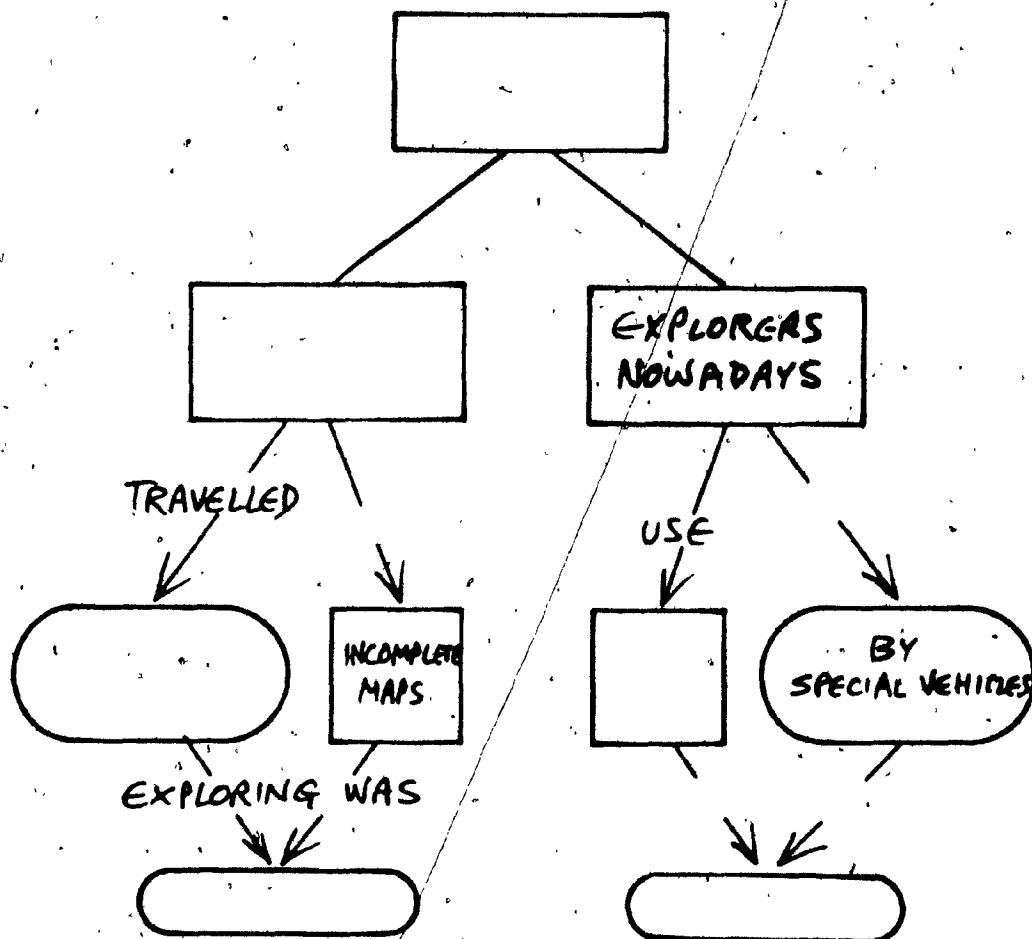 EXPLORERS
NOWADAYS
TRAVELLED
USE
INCOMPLETE
MAPS
BY
SPECIAL VEHICLES
EXPLORING WAS